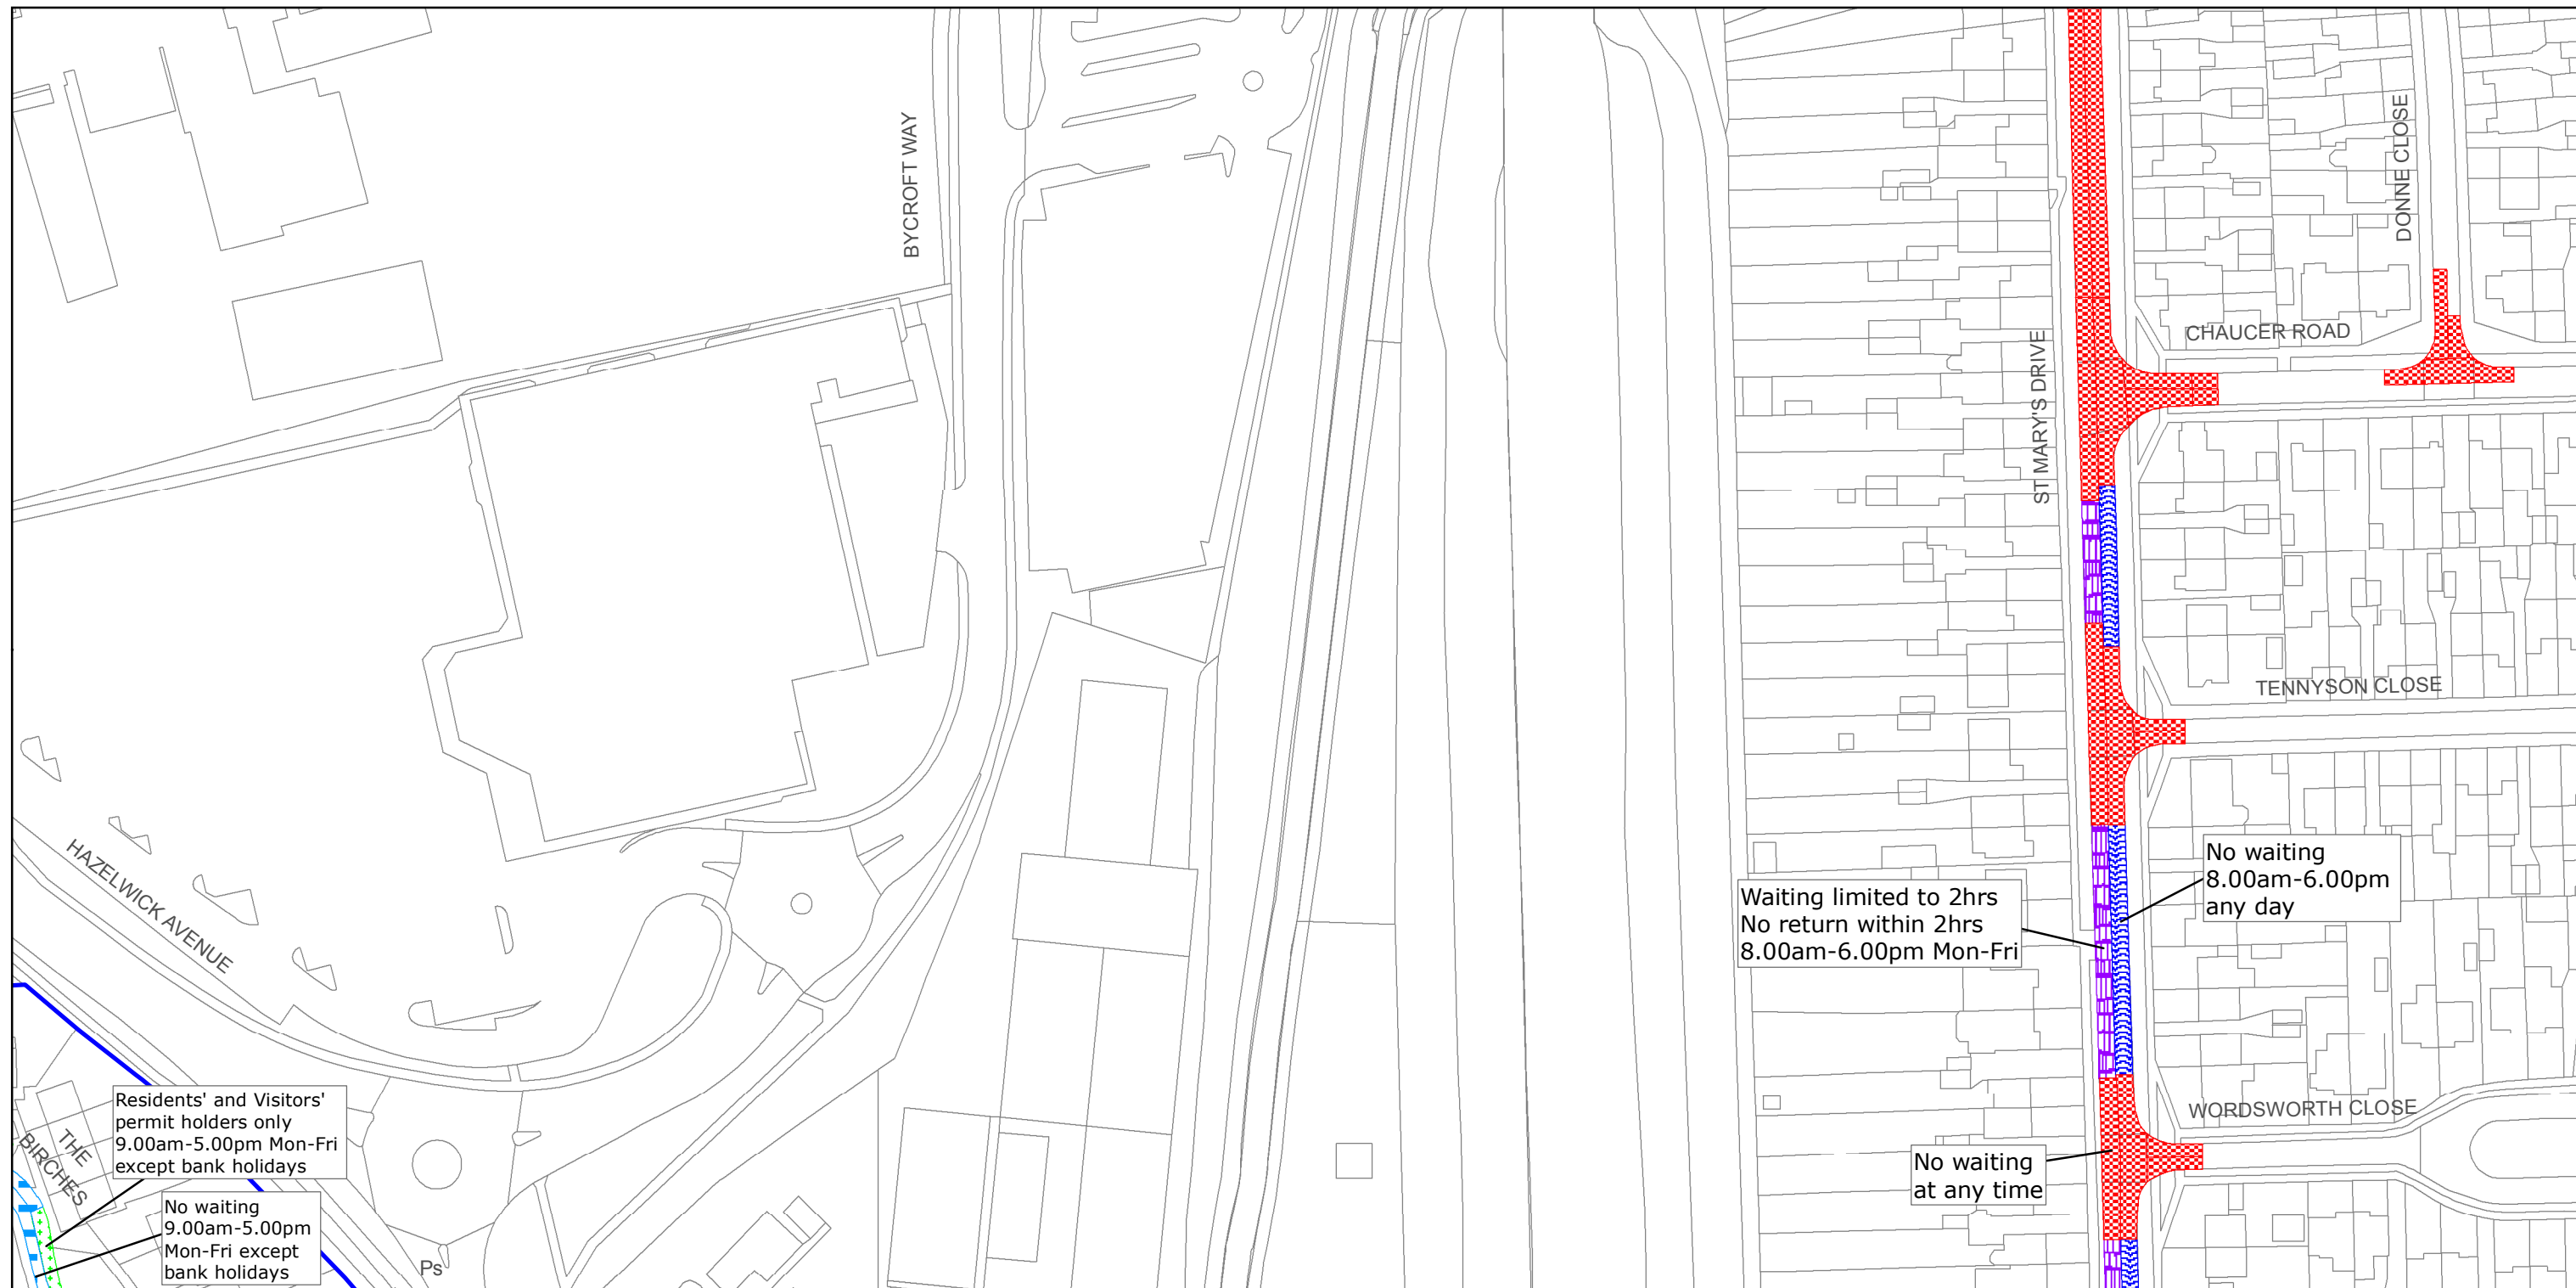 BYCROFT WAY
DONNE CLOSE
CHAUCER ROAD
ST MARY'S DRIVE
TENNYSON CLOSE
HAZELWICK AVENUE
No waiting
8.00am-6.00pm
any day
Waiting limited to 2hrs
No return within 2hrs
8.00am-6.00pm Mon-Fri
WORDSWORTH CLOSE
No waiting
at any time
THE
BIRCHES
Residents' and Visitors'
permit holders only
9.00am-5.00pm Mon-Fri
except bank holidays
No waiting
9.00am-5.00pm
Mon-Fri except
bank holidays
Ps